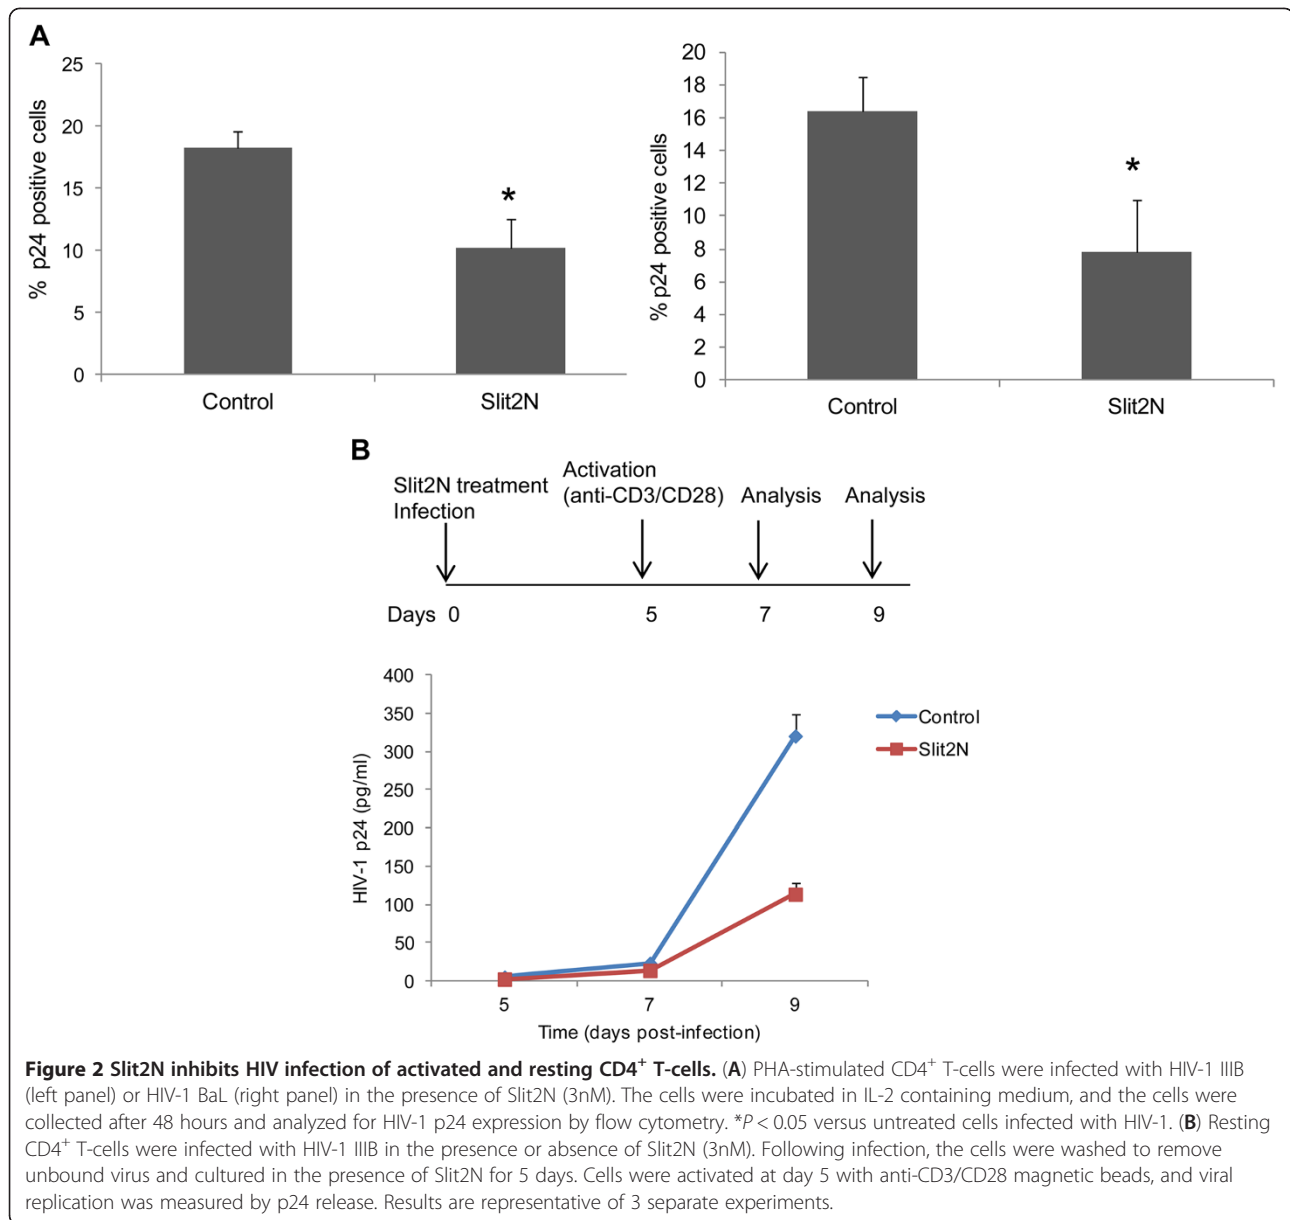 A
25
20
15
10
5
0
% p24 positive cells
*
Control
Slit2N
20
18
16
14
12
10
8
6
4
2
0
% p24 positive cells
*
Control
Slit2N
B
Slit2N treatment
Infection
Activation
(anti-CD3/CD28)
Analysis
Analysis
Days 0 5 7 9
400
350
300
250
200
150
100
50
0
HIV-1 p24 (pg/ml)
Control
Slit2N
5 7 9
Time (days post-infection)
Figure 2 Slit2N inhibits HIV infection of activated and resting CD4⁺ T-cells. (A) PHA-stimulated CD4⁺ T-cells were infected with HIV-1 IIIB
(left panel) or HIV-1 BaL (right panel) in the presence of Slit2N (3nM). The cells were incubated in IL-2 containing medium, and the cells were
collected after 48 hours and analyzed for HIV-1 p24 expression by flow cytometry. *P < 0.05 versus untreated cells infected with HIV-1. (B) Resting
CD4⁺ T-cells were infected with HIV-1 IIIB in the presence or absence of Slit2N (3nM). Following infection, the cells were washed to remove
unbound virus and cultured in the presence of Slit2N for 5 days. Cells were activated at day 5 with anti-CD3/CD28 magnetic beads, and viral
replication was measured by p24 release. Results are representative of 3 separate experiments.